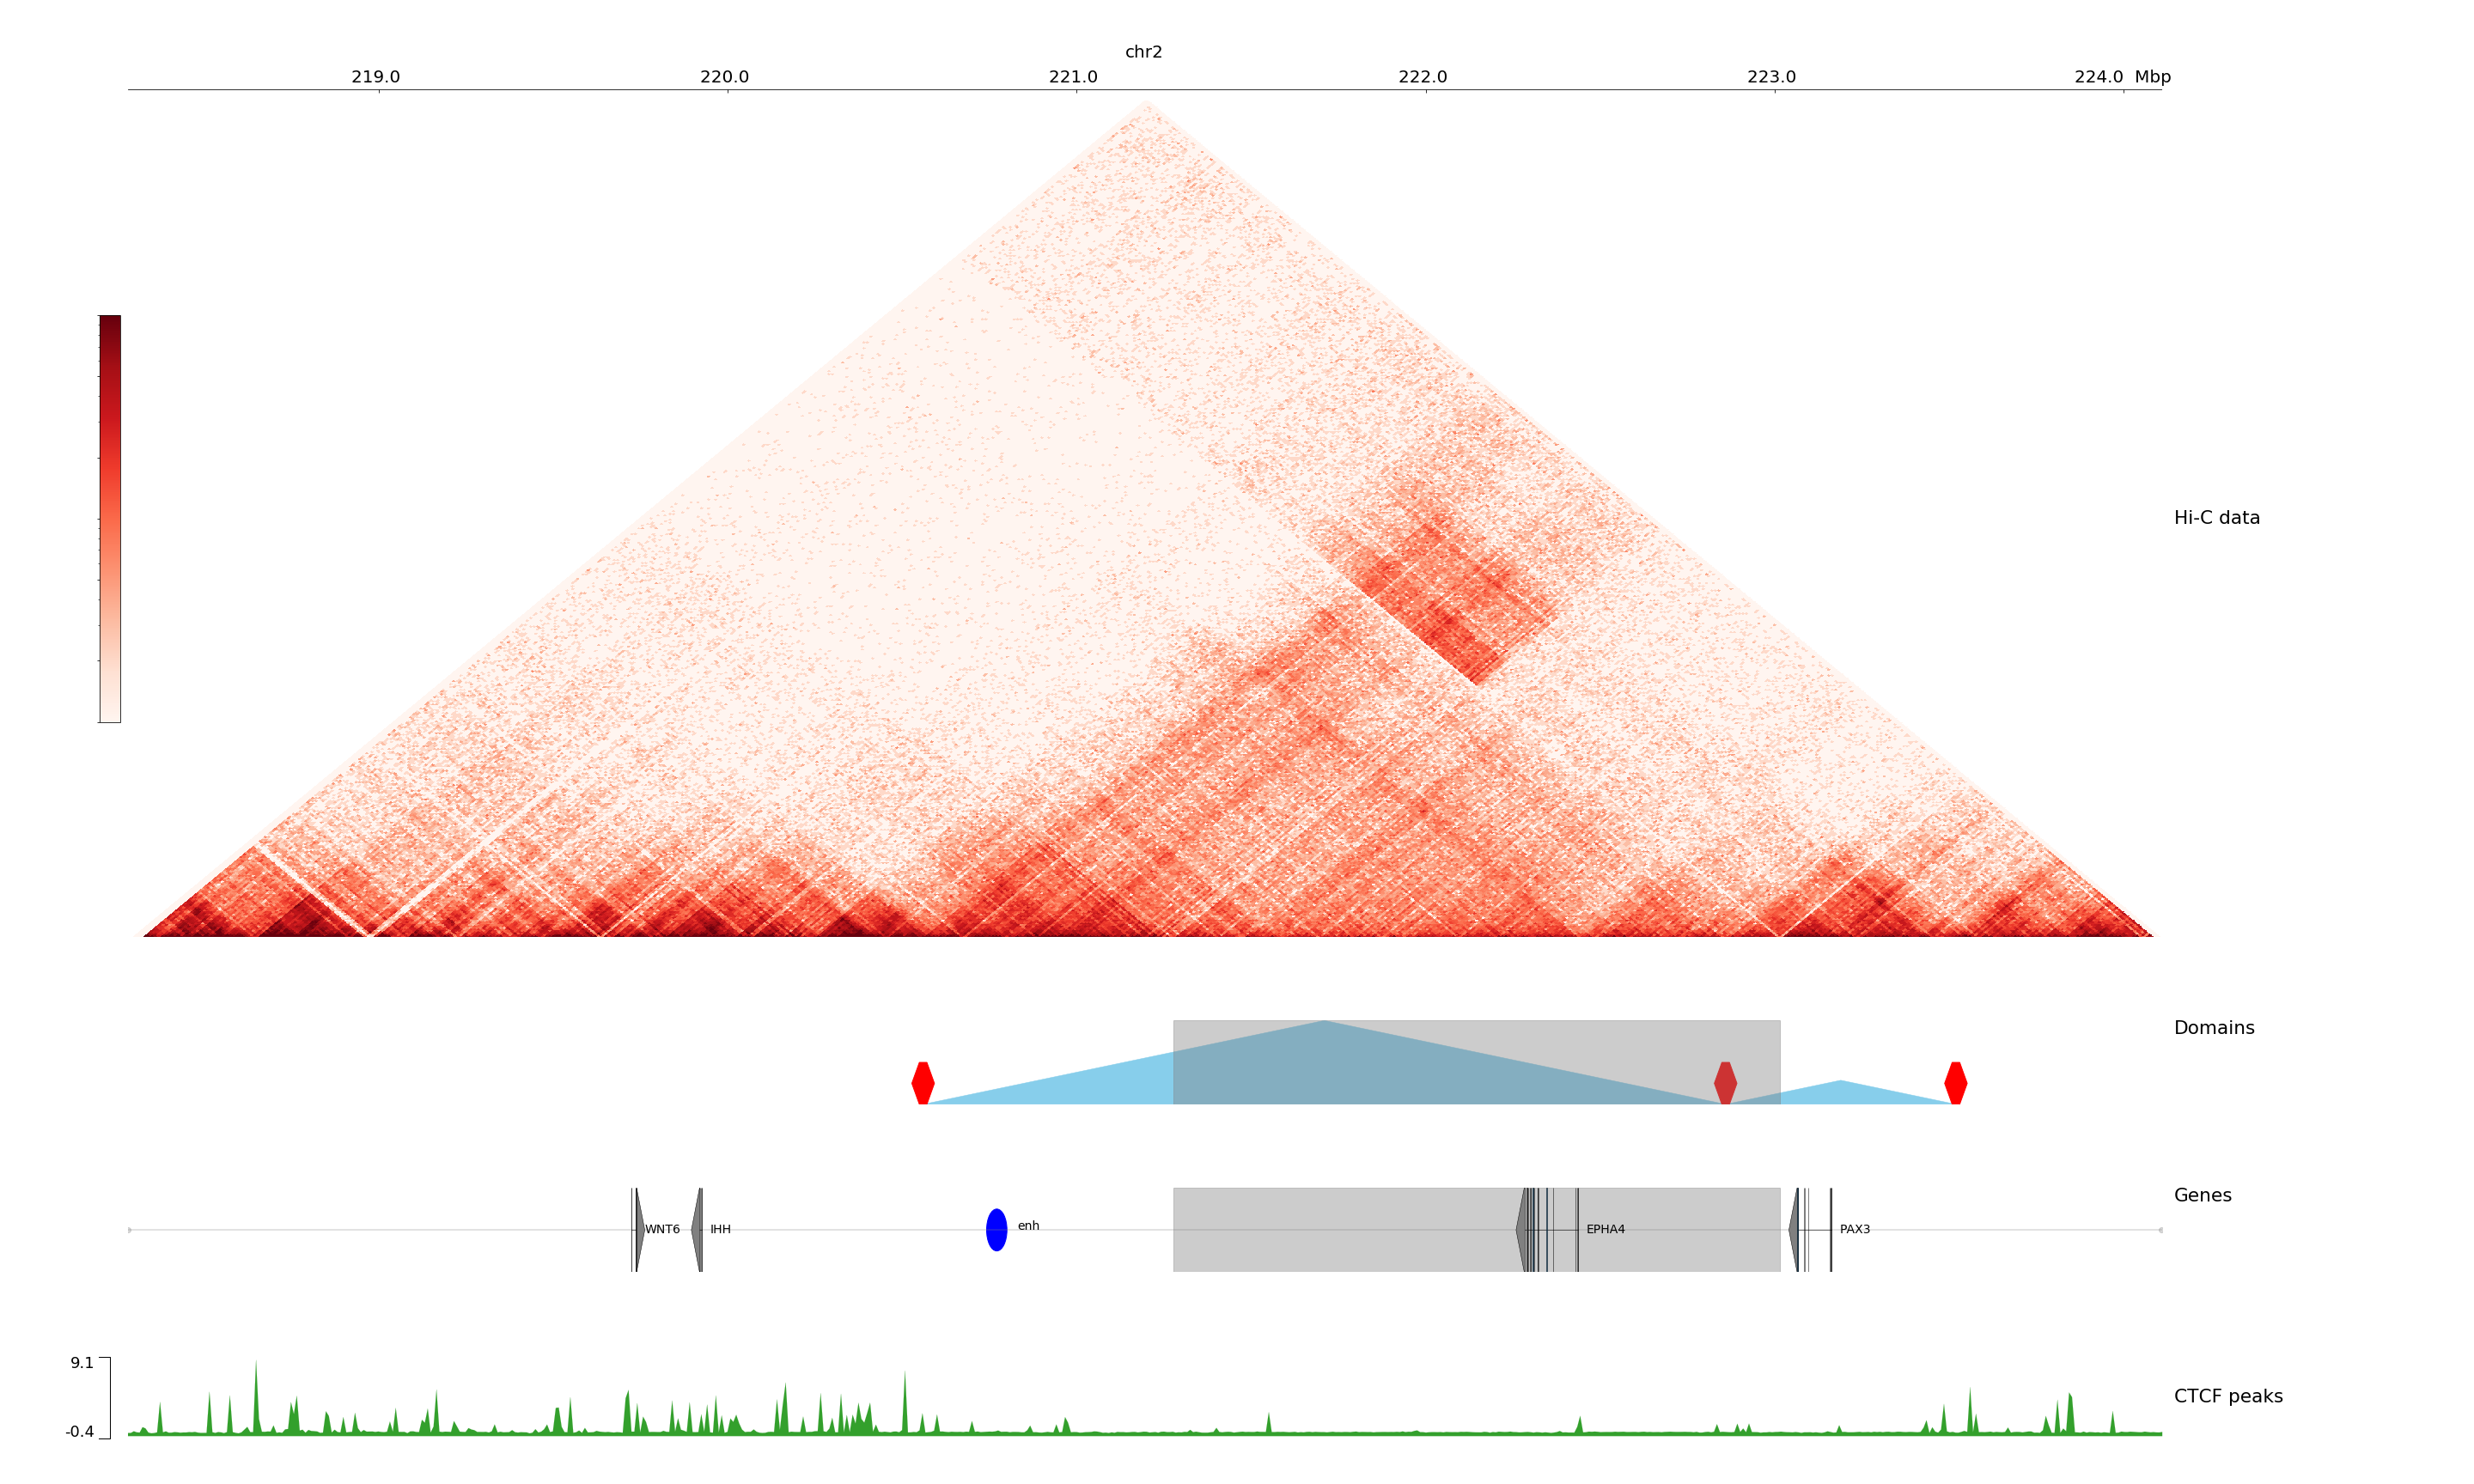 chr2
219.0 220.0 221.0 222.0 223.0 224.0 Mbp
Hi-C data
Domains
Genes
WNT6 IHH enh EPHA4 PAX3
9.1
-0.4
CTCF peaks